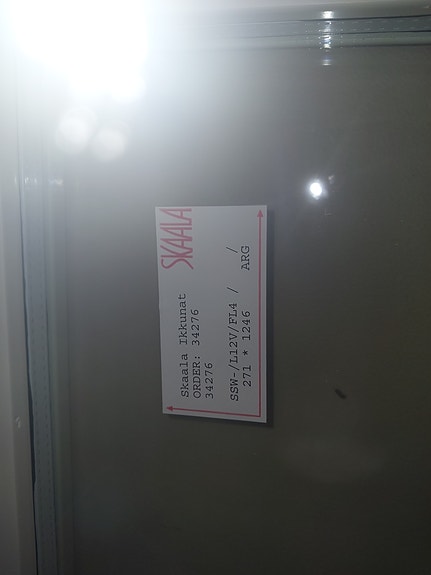 SKAALA
Skaala Ikkunat
ORDER: 34276
34276
SSW-/L12V/FL4 / ARG /
271 * 1246